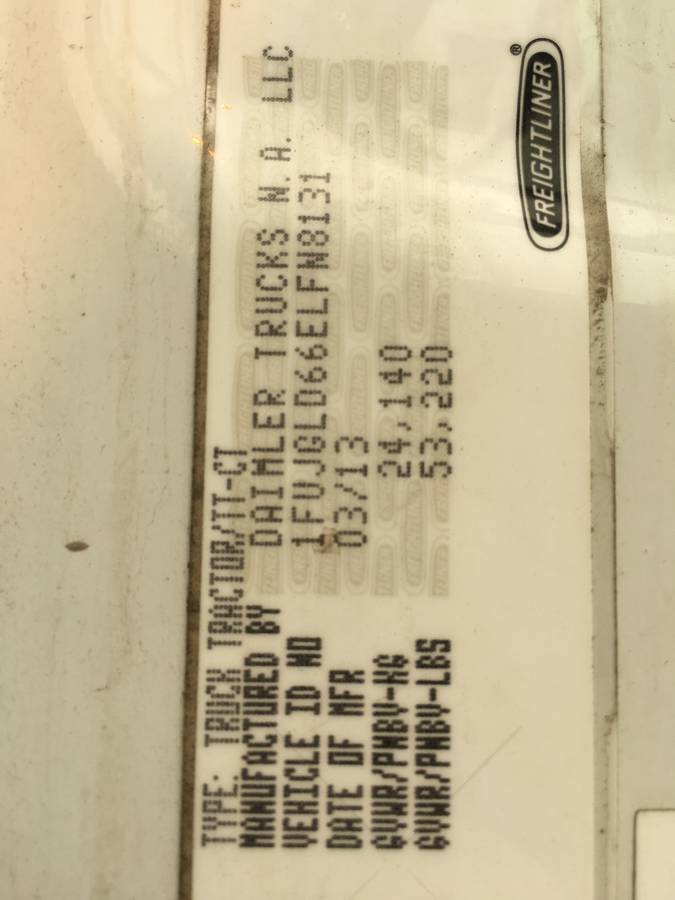 FREIGHTLINER®
TYPE: TRUCK TRACTOR/TT-CT
MANUFACTURED BY DAIMLER TRUCKS N.A. LLC
VEHICLE ID NO 1FUJGLD66ELFW8131
DATE OF MFR 03/13
GVWR/PNBV-KG 24,140
GVWR/PNBV-LBS 53,220